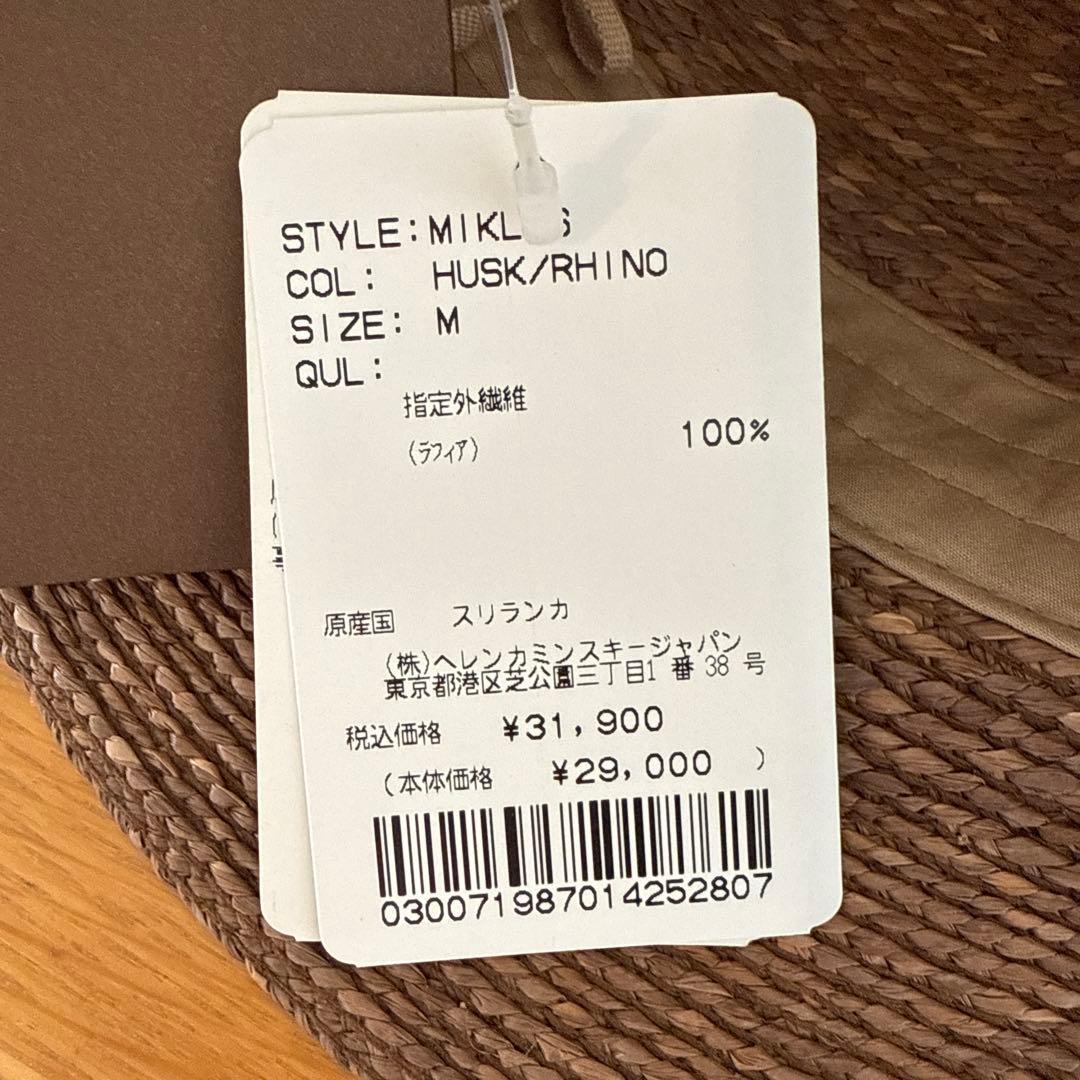 STYLE:
COL: HUSK/RHINO
SIZE: M
QUL:
指定外繊維
(ラフィア) 100%
原産国 スリランカ
(株)ヘレンカミンスキージャパン
東京都港区芝公園三丁目1番38号
税込価格 ¥31,900
(本体価格 ¥29,000 )
030071987014252807